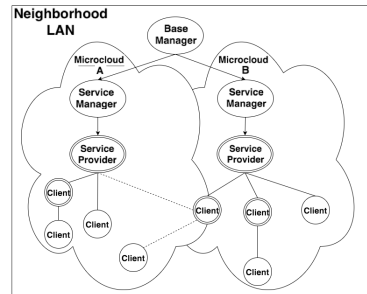 Neighborhood
LAN
Base
Manager
Microcloud
A
Microcloud
B
Service
Manager
Service
Manager
Service
Provider
Service
Provider
Client
Client
Client
Client
Client
Client
Client
Client